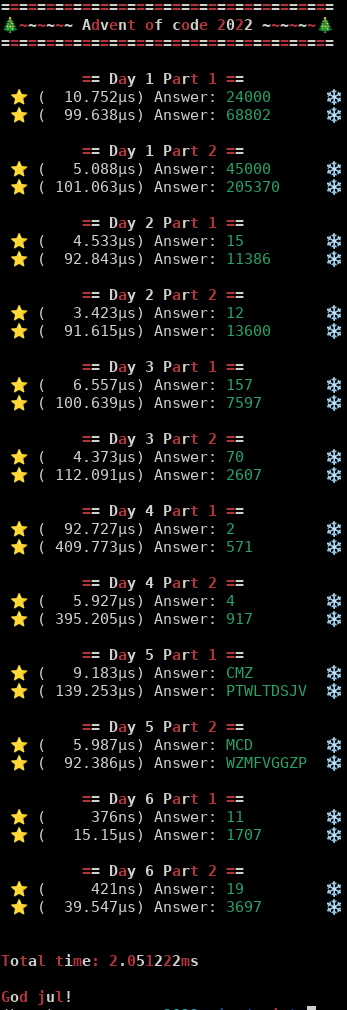 =====================================
🎄~~~~~~ Advent of code 2022 ~~~~~~🎄
=====================================
== Day 1 Part 1 ==
⭐ (  10.752µs) Answer: 24000 ❄️
⭐ (  99.638µs) Answer: 68802 ❄️
== Day 1 Part 2 ==
⭐ (   5.088µs) Answer: 45000 ❄️
⭐ ( 101.063µs) Answer: 205370 ❄️
== Day 2 Part 1 ==
⭐ (   4.533µs) Answer: 15 ❄️
⭐ (  92.843µs) Answer: 11386 ❄️
== Day 2 Part 2 ==
⭐ (   3.423µs) Answer: 12 ❄️
⭐ (  91.615µs) Answer: 13600 ❄️
== Day 3 Part 1 ==
⭐ (   6.557µs) Answer: 157 ❄️
⭐ ( 100.639µs) Answer: 7597 ❄️
== Day 3 Part 2 ==
⭐ (   4.373µs) Answer: 70 ❄️
⭐ ( 112.091µs) Answer: 2607 ❄️
== Day 4 Part 1 ==
⭐ (  92.727µs) Answer: 2 ❄️
⭐ ( 409.773µs) Answer: 571 ❄️
== Day 4 Part 2 ==
⭐ (   5.927µs) Answer: 4 ❄️
⭐ ( 395.205µs) Answer: 917 ❄️
== Day 5 Part 1 ==
⭐ (   9.183µs) Answer: CMZ ❄️
⭐ ( 139.253µs) Answer: PTWLTDSJV ❄️
== Day 5 Part 2 ==
⭐ (   5.987µs) Answer: MCD ❄️
⭐ (  92.386µs) Answer: WZMFVGGZP ❄️
== Day 6 Part 1 ==
⭐ (     376ns) Answer: 11 ❄️
⭐ (   15.15µs) Answer: 1707 ❄️
== Day 6 Part 2 ==
⭐ (     421ns) Answer: 19 ❄️
⭐ (  39.547µs) Answer: 3697 ❄️
Total time: 2.051222ms
God jul!